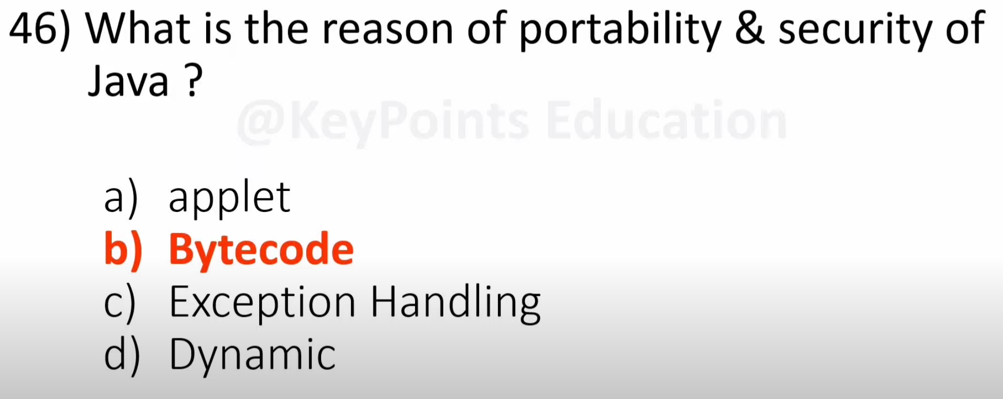 46) What is the reason of portability & security of
Java ?
@KeyPoints Education
a) applet
b) Bytecode
c) Exception Handling
d) Dynamic